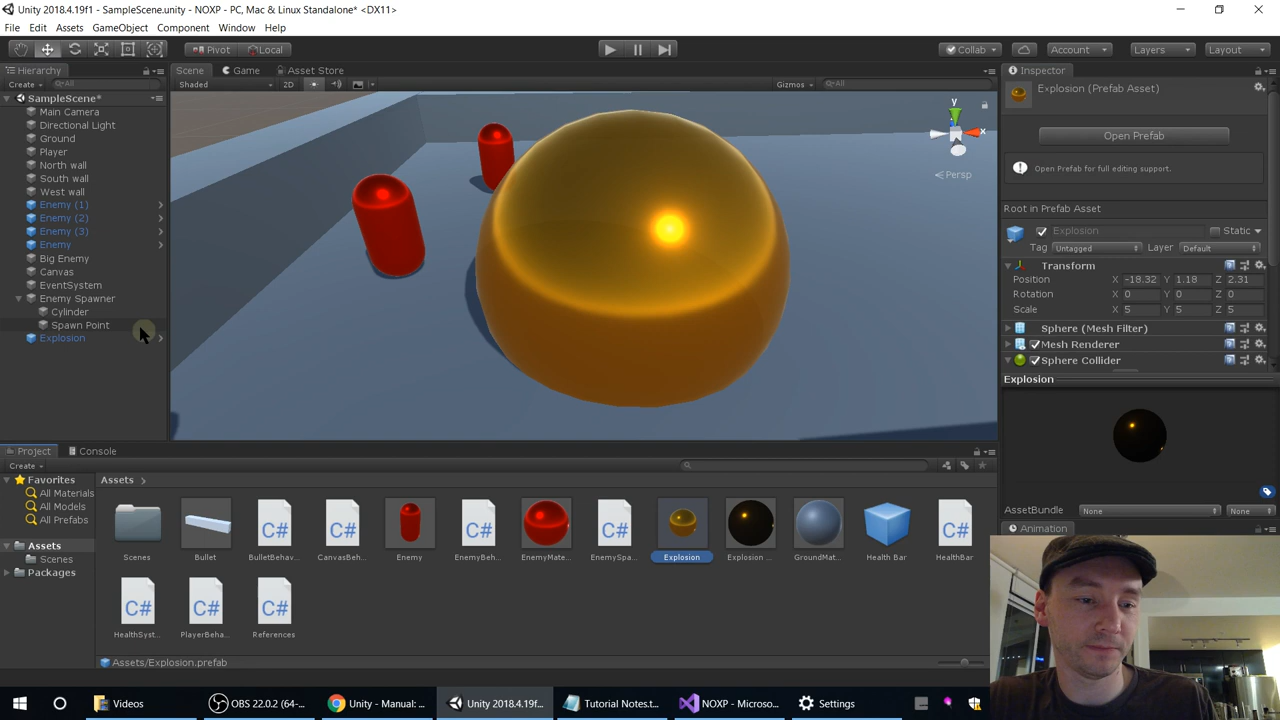 Unity 2018.4.19f1 - SampleScene.unity - NOXP - PC, Mac & Linux Standalone* <DX11>
File Edit Assets GameObject Component Window Help
Pivot Local Collab Account Layers Layout
Hierarchy
Create All
SampleScene*
Main Camera
Directional Light
Ground
Player
North wall
South wall
West wall
Enemy (1)
Enemy (2)
Enemy (3)
Enemy
Big Enemy
Canvas
EventSystem
Enemy Spawner
Cylinder
Spawn Point
Explosion
Scene Game Asset Store
Shaded 2D Gizmos All
y
x
Persp
Inspector
Explosion (Prefab Asset)
Open Prefab
Open Prefab for full editing support.
Root in Prefab Asset
Explosion Static
Tag Untagged Layer Default
Transform
Position X -18.32 Y 1.18 Z 2.31
Rotation X 0 Y 0 Z 0
Scale X 5 Y 5 Z 5
Sphere (Mesh Filter)
Mesh Renderer
Sphere Collider
Explosion
AssetBundle None None
Animation
Project Console
Create
Favorites
All Materials
All Models
All Prefabs
Assets
Scenes
Packages
Assets
Scenes Bullet BulletBehav... CanvasBeh... Enemy EnemyBeh... EnemyMate... EnemySpa... Explosion Explosion ... GroundMat... Health Bar HealthBar
C# C# C# C# C#
HealthSyst... PlayerBeha... References
C# C# C#
Assets/Explosion.prefab
Videos OBS 22.0.2 (64-... Unity - Manual: ... Unity 2018.4.19f... Tutorial Notes.t... NOXP - Microso... Settings